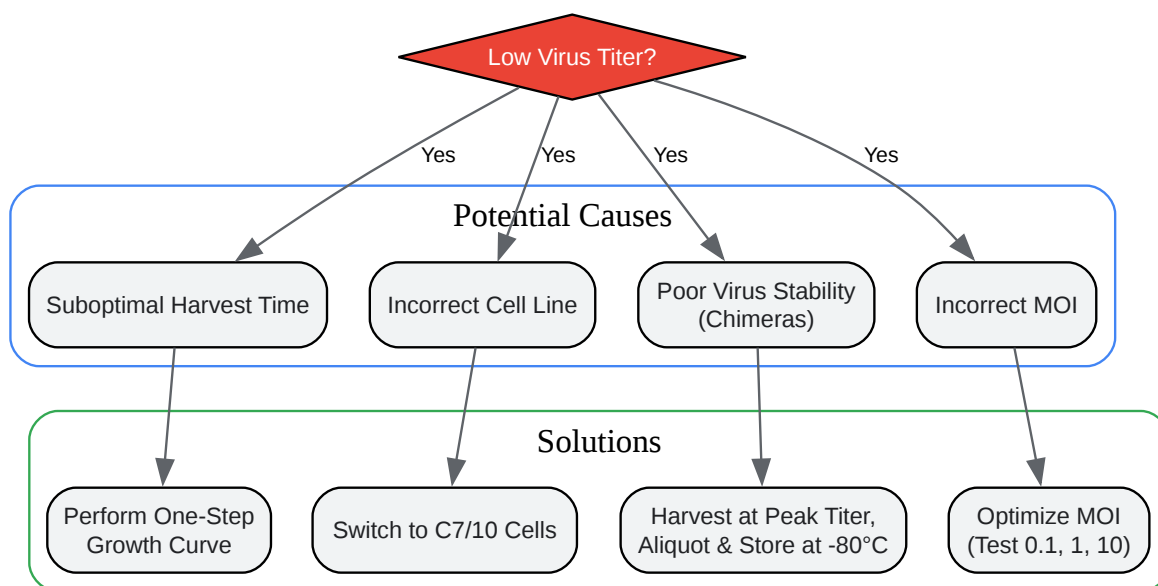 Low Virus Titer?
Yes
Yes
Yes
Yes
Potential Causes
Suboptimal Harvest Time
Incorrect Cell Line
Poor Virus Stability
(Chimeras)
Incorrect MOI
Solutions
Perform One-Step
Growth Curve
Switch to C7/10 Cells
Harvest at Peak Titer,
Aliquot & Store at -80°C
Optimize MOI
(Test 0.1, 1, 10)